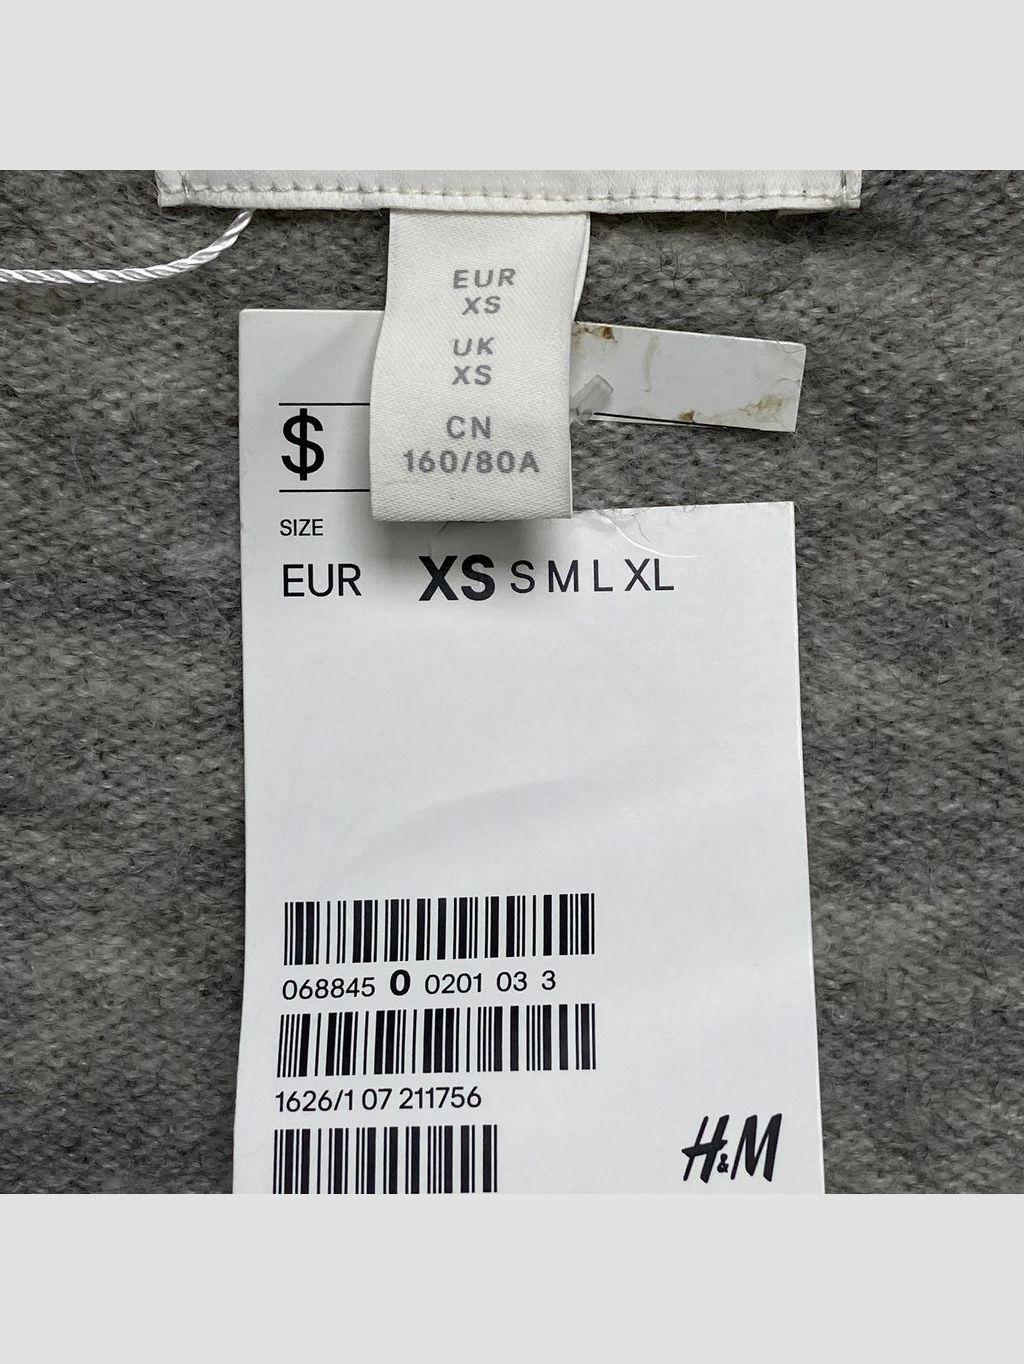 EUR
XS
UK
XS
CN
160/80A
$
SIZE
EUR XS S M L XL
068845 0 0201 03 3
1626/1 07 211756
H&M